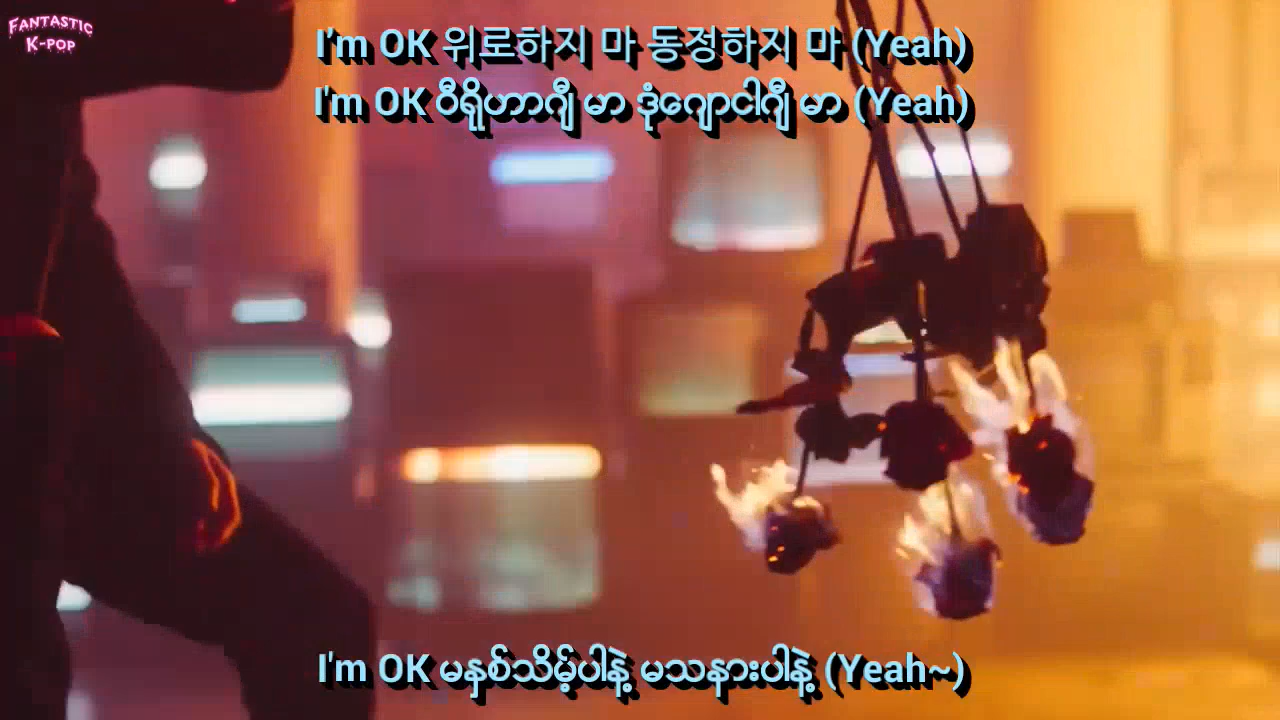 FANTASTIC
K-POP
I'm OK 위로하지 마 동정하지 마 (Yeah)
I'm OK ဝီရိုဟာဂျီ မာ ဒုံဂျောငါဂျီ မာ (Yeah)
I'm OK မနှစ်သိမ့်ပါနဲ့ မသနားပါနဲ့ (Yeah~)